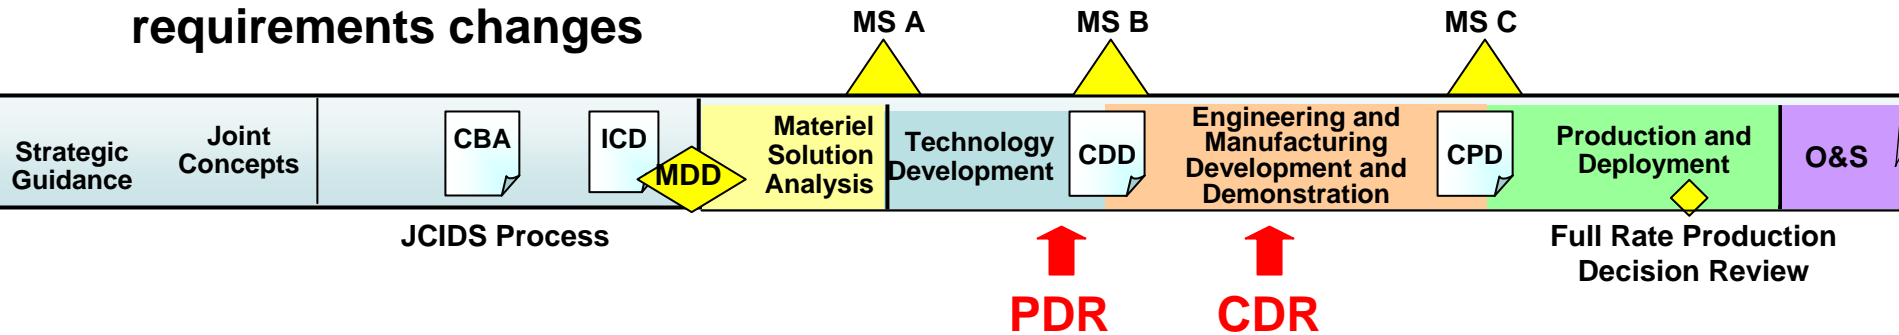 requirements changes
MS A
MS B
MS C
Strategic
Guidance
Joint
Concepts
CBA
ICD
MDD
Materiel
Solution
Analysis
Technology
Development
CDD
Engineering and
Manufacturing
Development and
Demonstration
CPD
Production and
Deployment
O&S
JCIDS Process
PDR
CDR
Full Rate Production
Decision Review